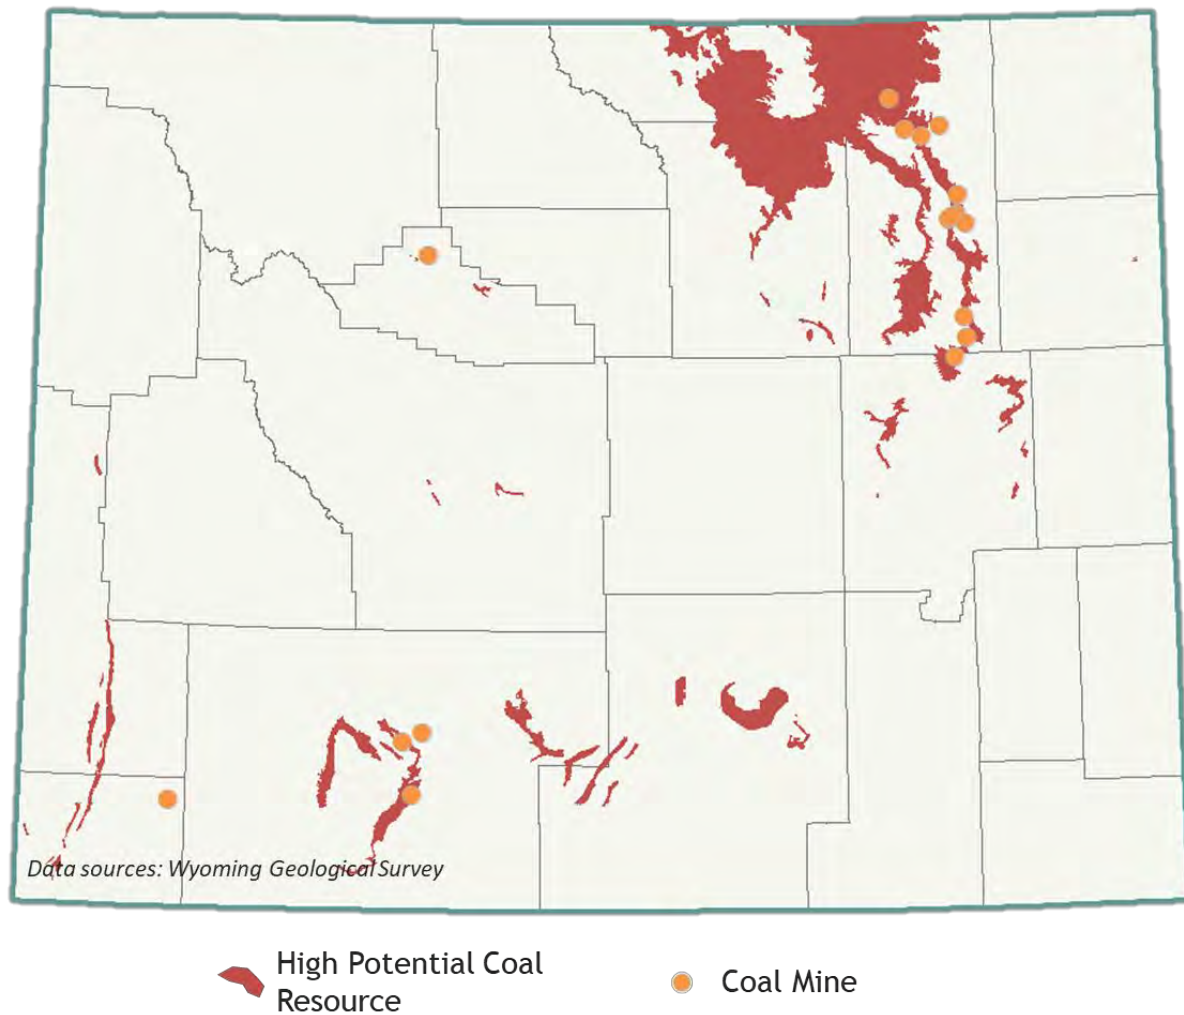 Data sources: Wyoming Geological Survey
High Potential Coal
Resource
Coal Mine